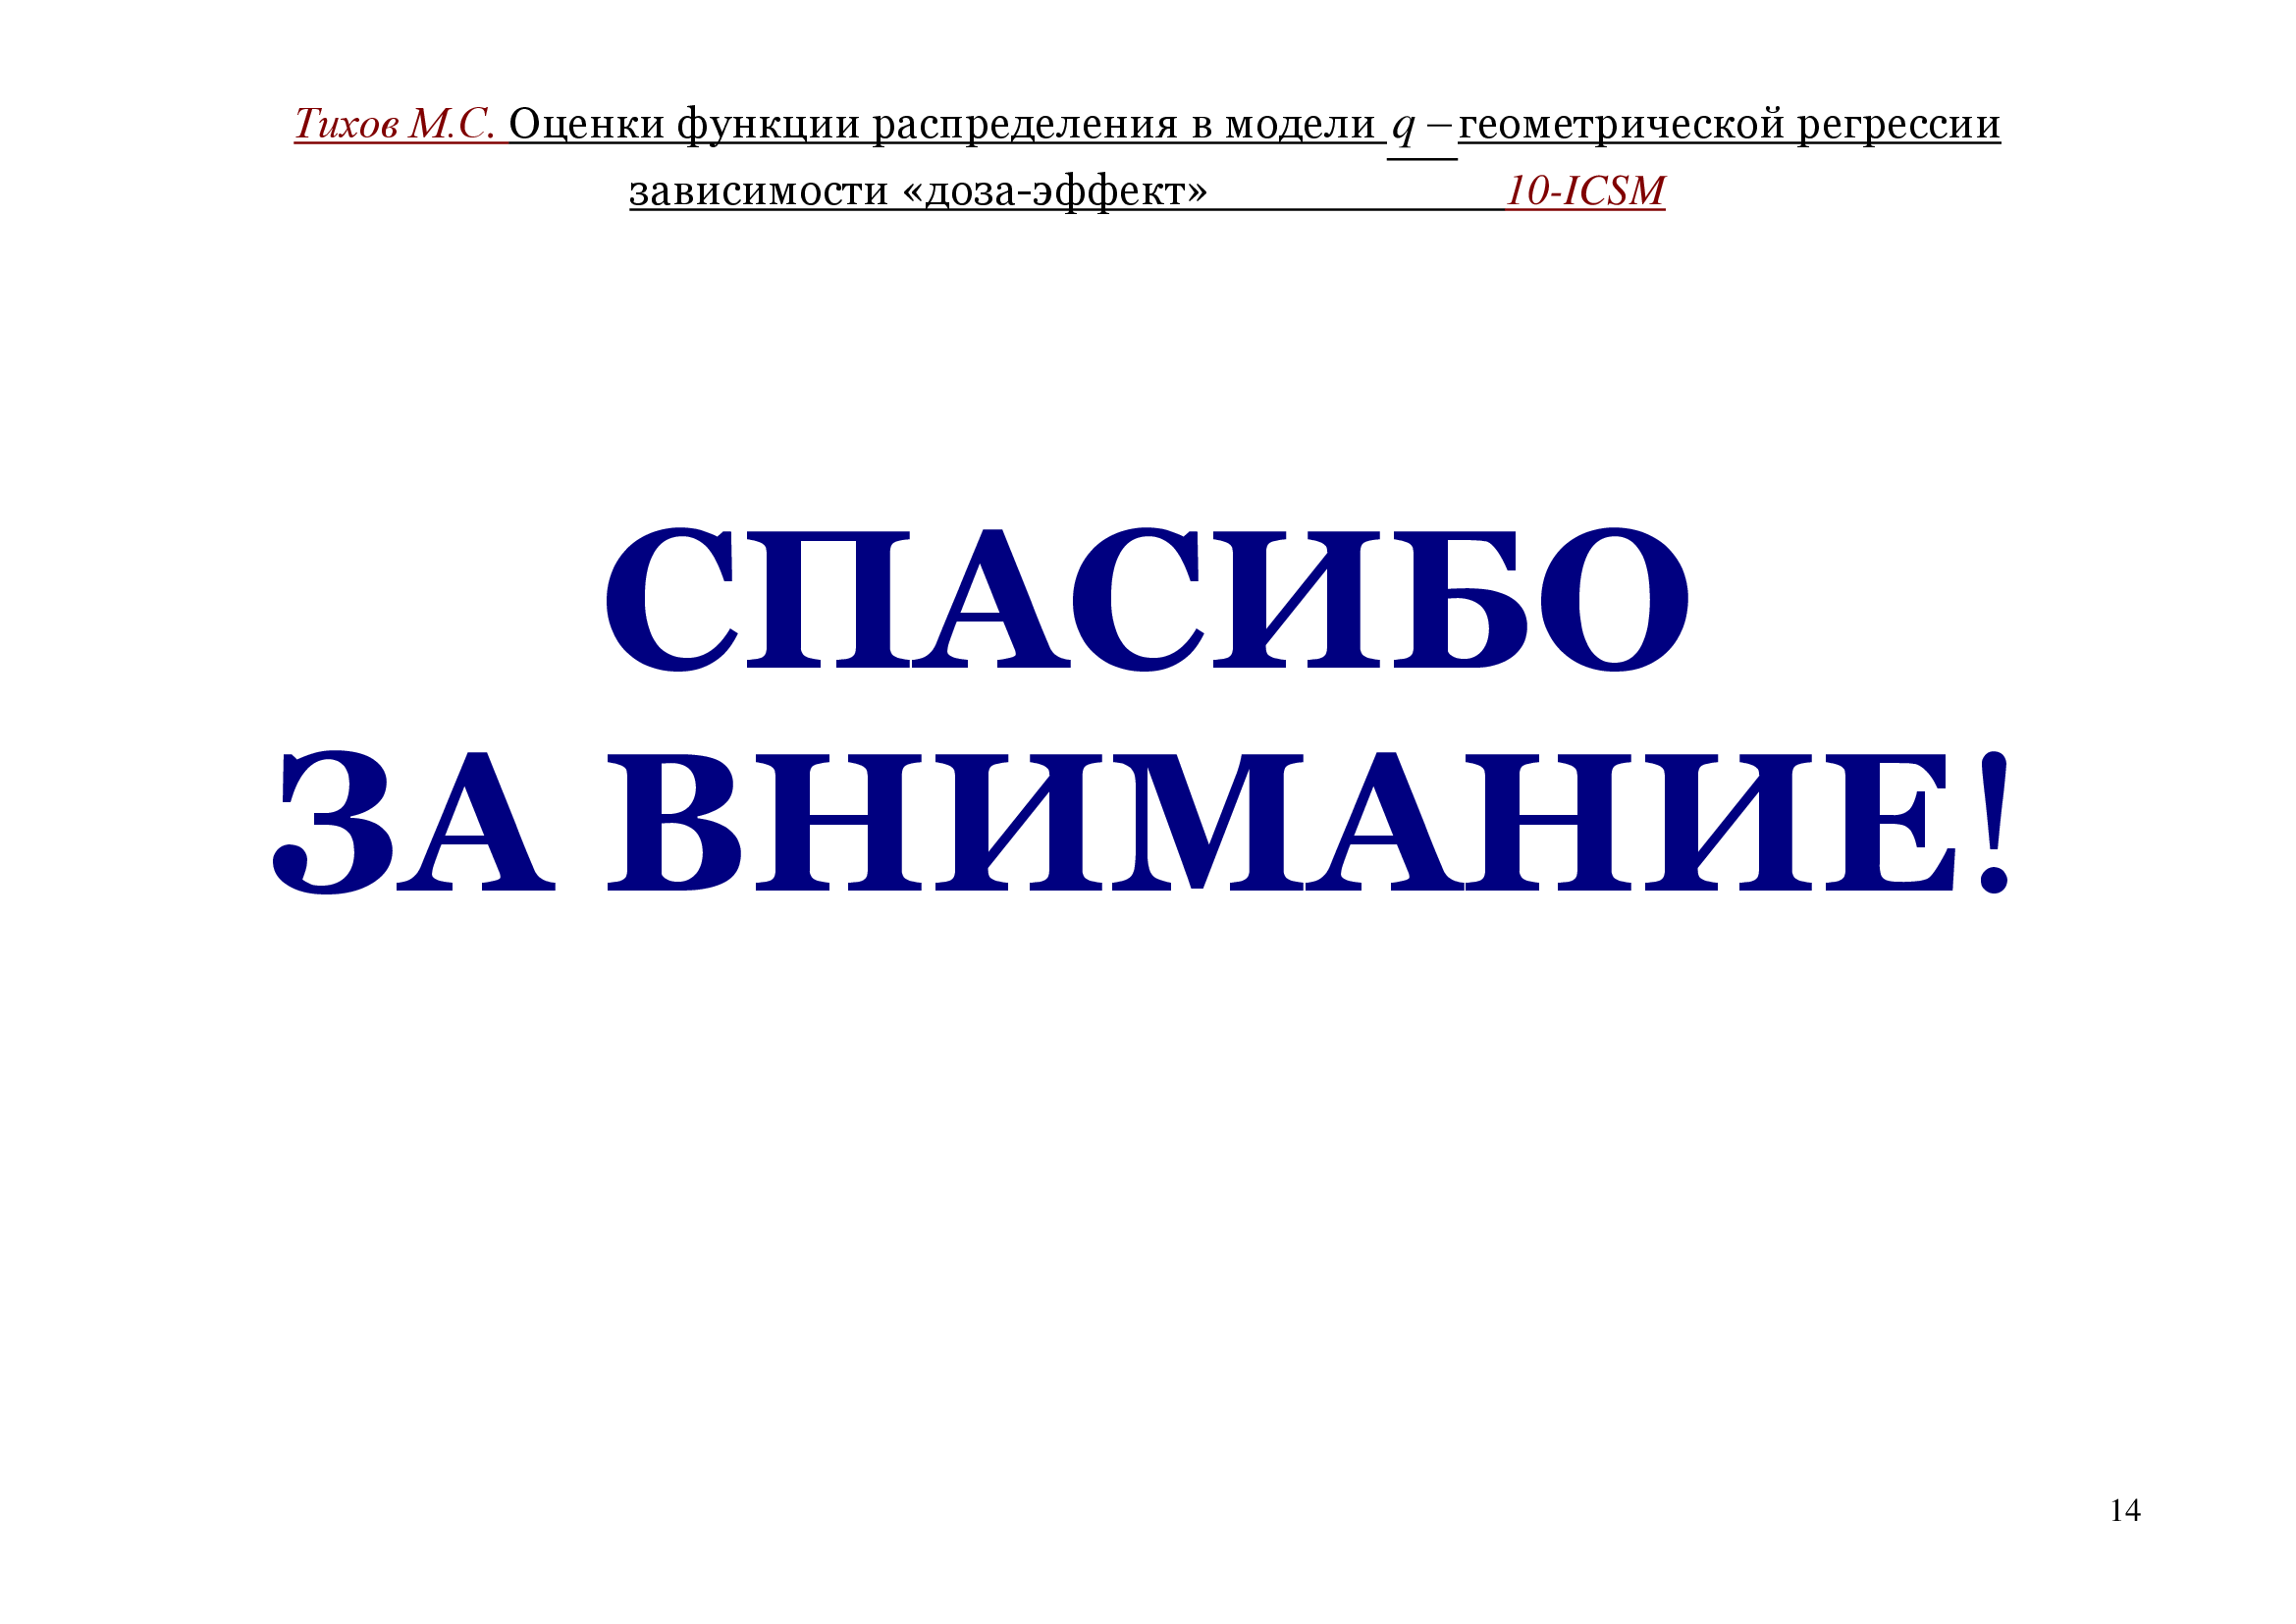 Тихов М.С. Оценки функции распределения в модели q – геометрической регрессии
зависимости «доза-эффект» 10-ICSM
СПАСИБО
ЗА ВНИМАНИЕ!
14